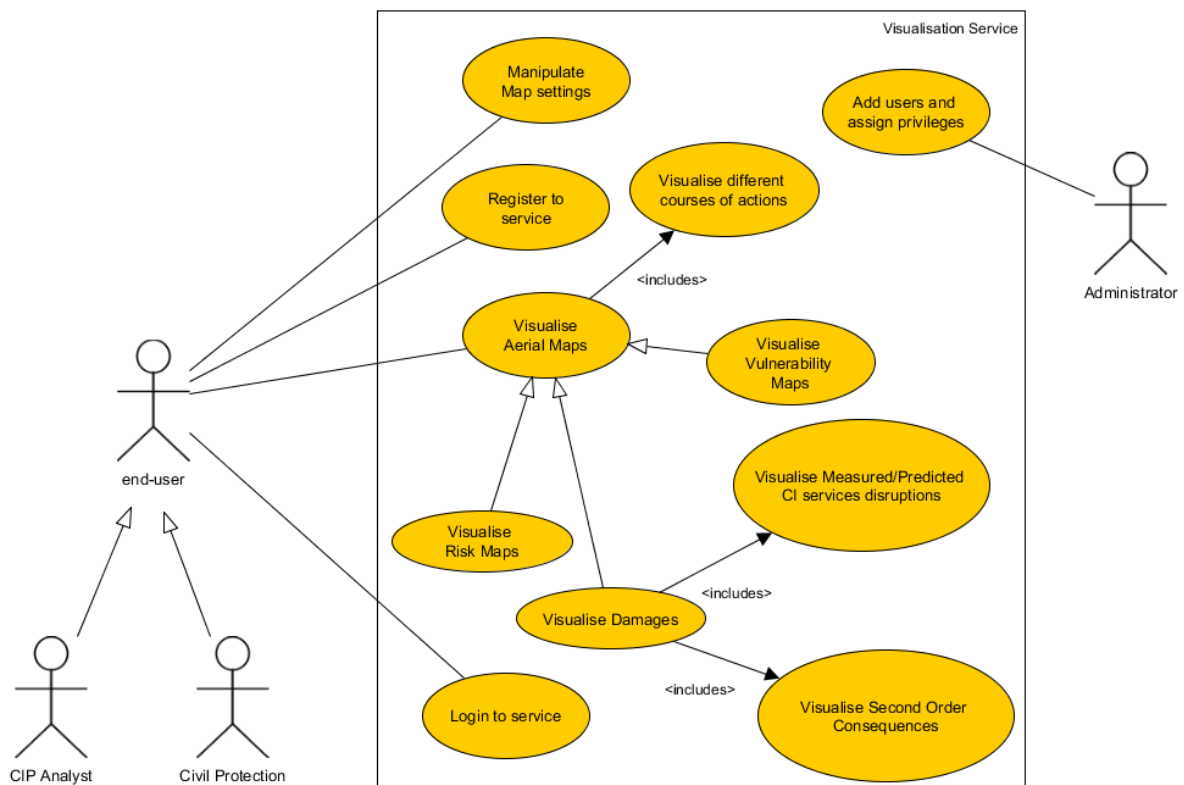 Visualisation Service
Manipulate
Map settings
Add users and
assign privileges
Visualise different
courses of actions
Register to
service
<includes>
Administrator
Visualise
Aerial Maps
Visualise
Vulnerability
Maps
end-user
Visualise Measured/Predicted
CI services disruptions
Visualise
Risk Maps
<includes>
Visualise Damages
<includes>
Login to service
Visualise Second Order
Consequences
CIP Analyst
Civil Protection